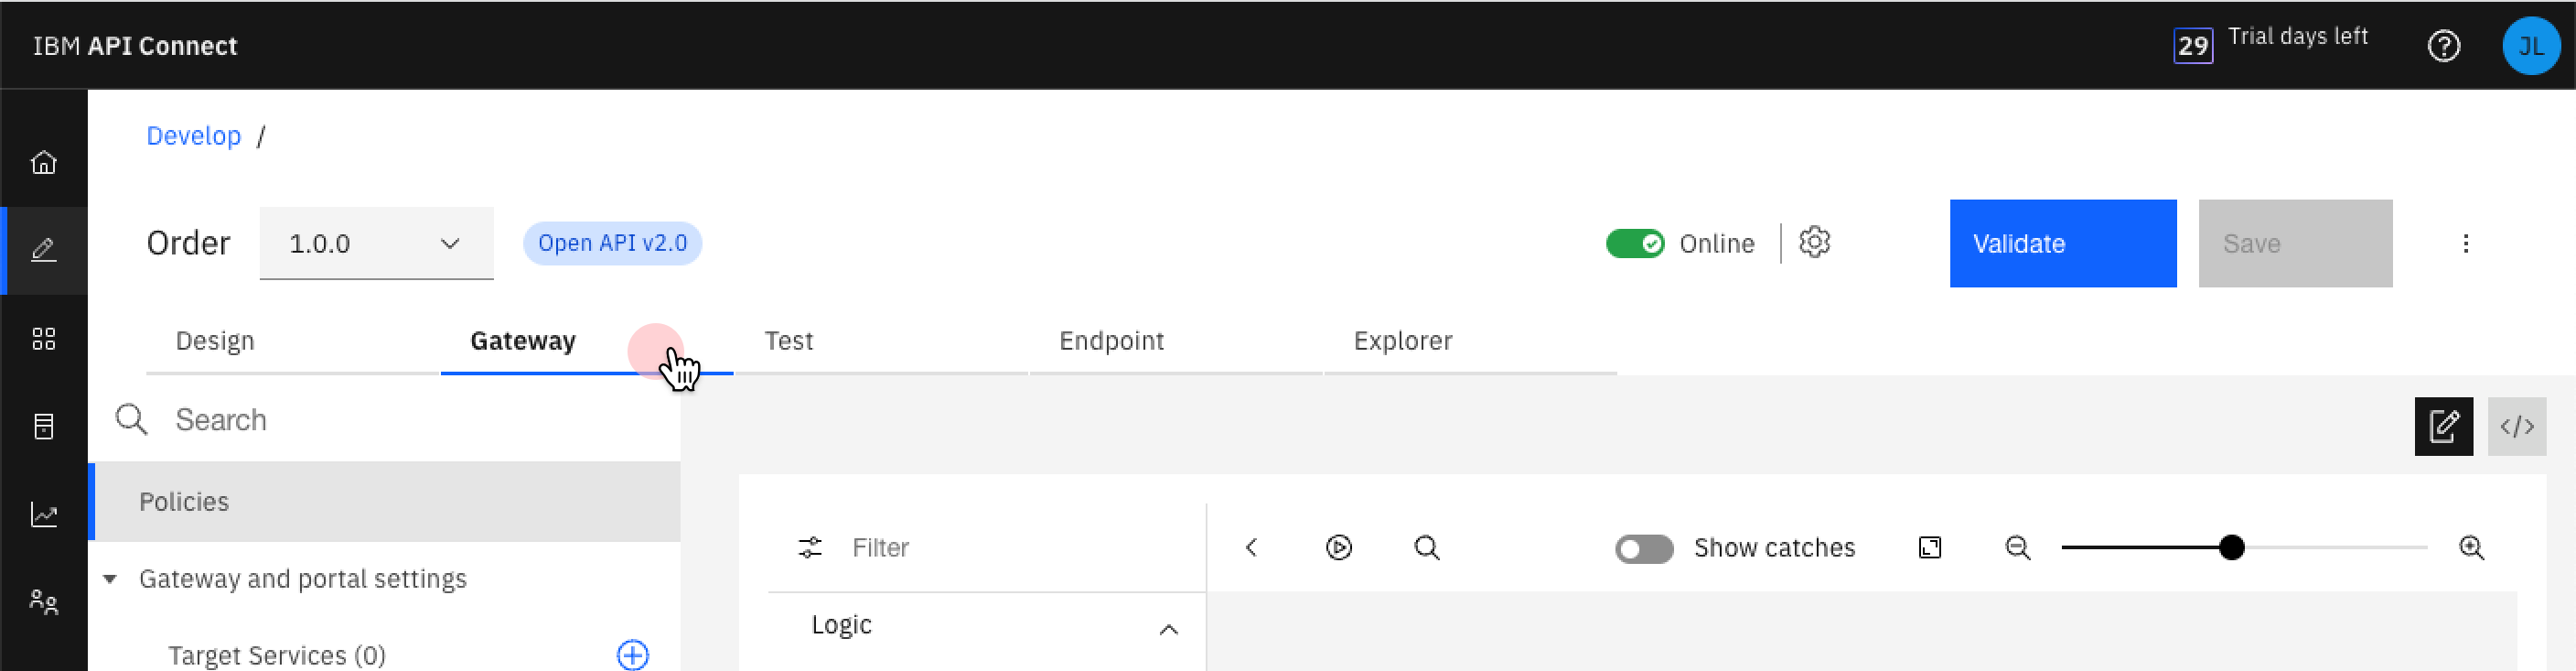 IBM API Connect
29 Trial days left
JL
Develop /
Order 1.0.0 Open API v2.0 Online Validate Save
Design Gateway Test Endpoint Explorer
Search
</>
Policies
Filter Show catches
Gateway and portal settings
Logic
Target Services (0)